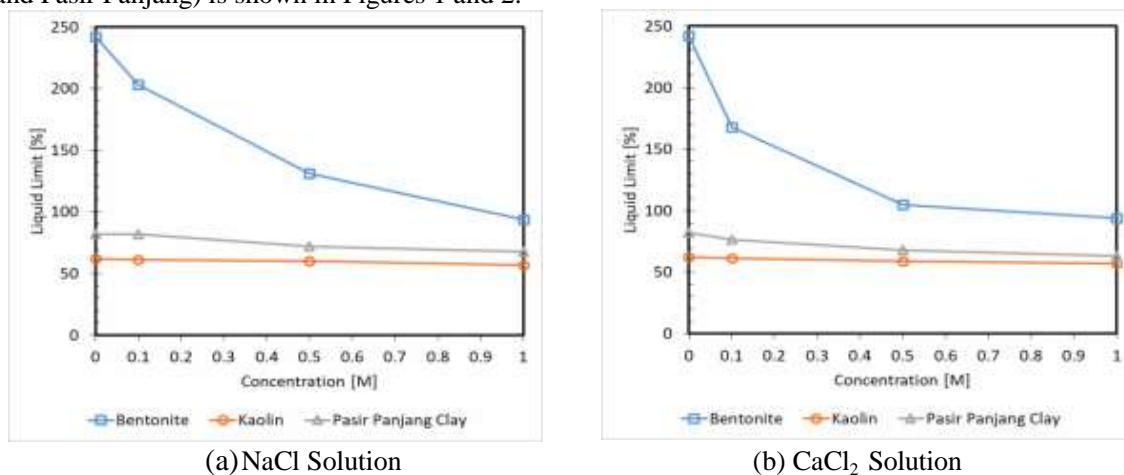 and Pasir Panjang) is shown in Figures 1 and 2.
250
200
150
100
50
0
Liquid Limit [%]
0 0.1 0.2 0.3 0.4 0.5 0.6 0.7 0.8 0.9 1
Concentration [M]
Bentonite Kaolin Pasir Panjang Clay
(a) NaCl Solution
250
200
150
100
50
0
Liquid Limit [%]
0 0.1 0.2 0.3 0.4 0.5 0.6 0.7 0.8 0.9 1
Concentration [M]
Bentonite Kaolin Pasir Panjang Clay
(b) CaCl₂ Solution